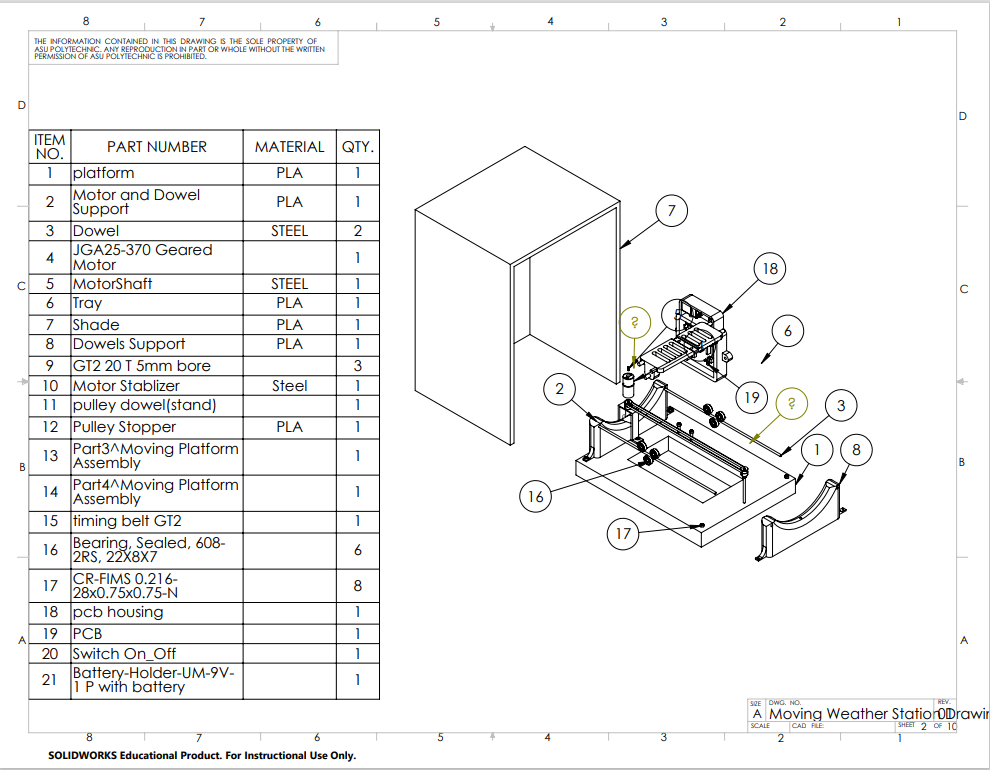 8 7 6 5 4 3 2 1
THE INFORMATION CONTAINED IN THIS DRAWING IS THE SOLE PROPERTY OF
ASU POLYTECHNIC. ANY REPRODUCTION IN PART OR WHOLE WITHOUT THE WRITTEN
PERMISSION OF ASU POLYTECHNIC IS PROHIBITED.
D D
ITEM NO. PART NUMBER MATERIAL QTY.
1 platform PLA 1
2 Motor and Dowel
Support PLA 1
3 Dowel STEEL 2
4 JGA25-370 Geared
Motor 1
5 MotorShaft STEEL 1
6 Tray PLA 1
7 Shade PLA 1
8 Dowels Support PLA 1
9 GT2 20 T 5mm bore 3
10 Motor Stablizer Steel 1
11 pulley dowel(stand) 1
12 Pulley Stopper PLA 1
13 Part3^Moving Platform
Assembly 1
14 Part4^Moving Platform
Assembly 1
15 timing belt GT2 1
16 Bearing, Sealed, 608-
2RS, 22X8X7 6
17 CR-FIMS 0.216-
28x0.75x0.75-N 8
18 pcb housing 1
19 PCB 1
20 Switch On_Off 1
21 Battery-Holder-UM-9V-
1 P with battery 1
C C
B B
A A
7
18
?
6
2
19
?
3
1
8
16
17
SIZE DWG. NO. REV.
A Moving Weather Station Drawin
SCALE CAD FILE: SHEET 2 OF 10
8 7 6 5 4 3 2 1
SOLIDWORKS Educational Product. For Instructional Use Only.